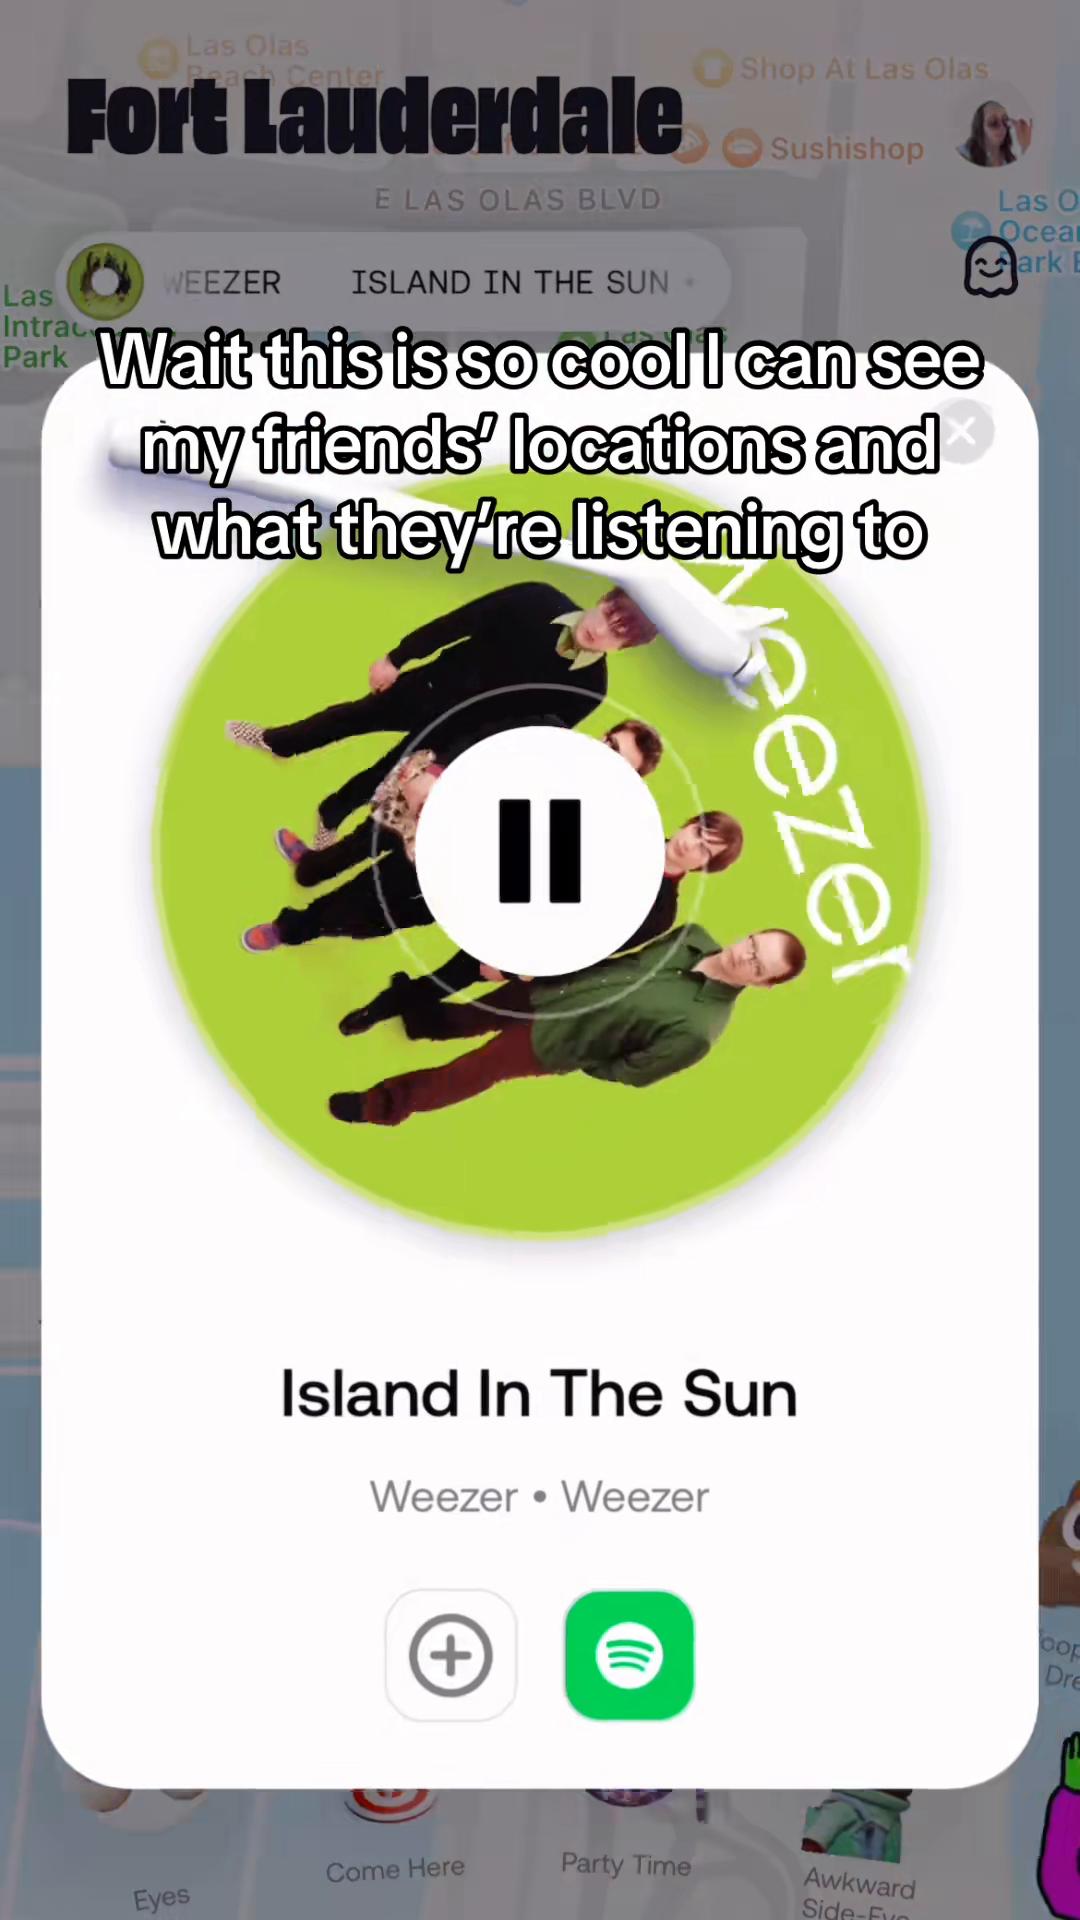 Las Olas
Beach Center
Shop At Las Olas
Fort Lauderdale
Sushishop
E LAS OLAS BLVD
Las O
Ocean
Park
WEEZER ISLAND IN THE SUN
Las
Intrac
Park
Las Olas
Wait this is so cool I can see
my friends’ locations and
what they’re listening to
weezer
Island In The Sun
Weezer • Weezer
Come Here
Party Time
Awkward
Side-Eye
Eyes